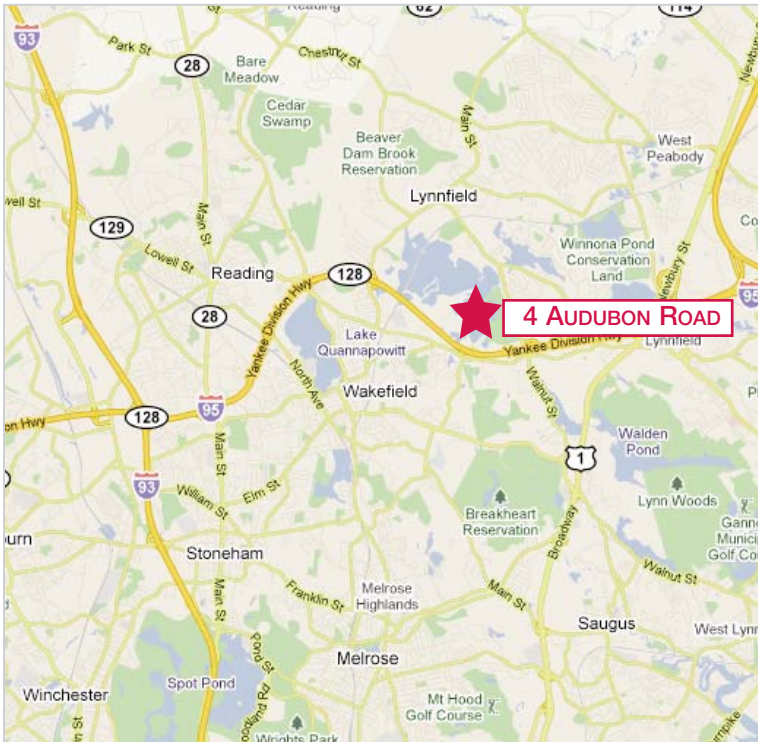 Reading
62
114
93
Park St
28
Bare
Meadow
Chestnut St
Newbury
Cedar
Swamp
Main St
Beaver
Dam Brook
Reservation
West
Peabody
Lynnfield
129
Main St
Lowell St
Winnona Pond
Conservation
Land
Newbury St
Reading
128
95
Yankee Division Hwy
4 AUDUBON ROAD
28
Lake
Quannapowitt
Yankee Division Hwy
Lynnfield
North Ave
Wakefield
Walnut St
95
128
Main St
1
Walden
Pond
93
William St
Elm St
Breakheart
Reservation
Lynn Woods
Broadway
Stoneham
Walnut St
Melrose
Highlands
Main St
Franklin St
Main St
Saugus
West Lynn
Pond St
Melrose
Spot Pond
Winchester
Mt Hood
Golf Course
Wrights Park